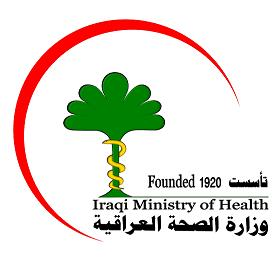 Founded 1920 تأسست
Iraqi Ministry of Health
وزارة الصحة العراقية